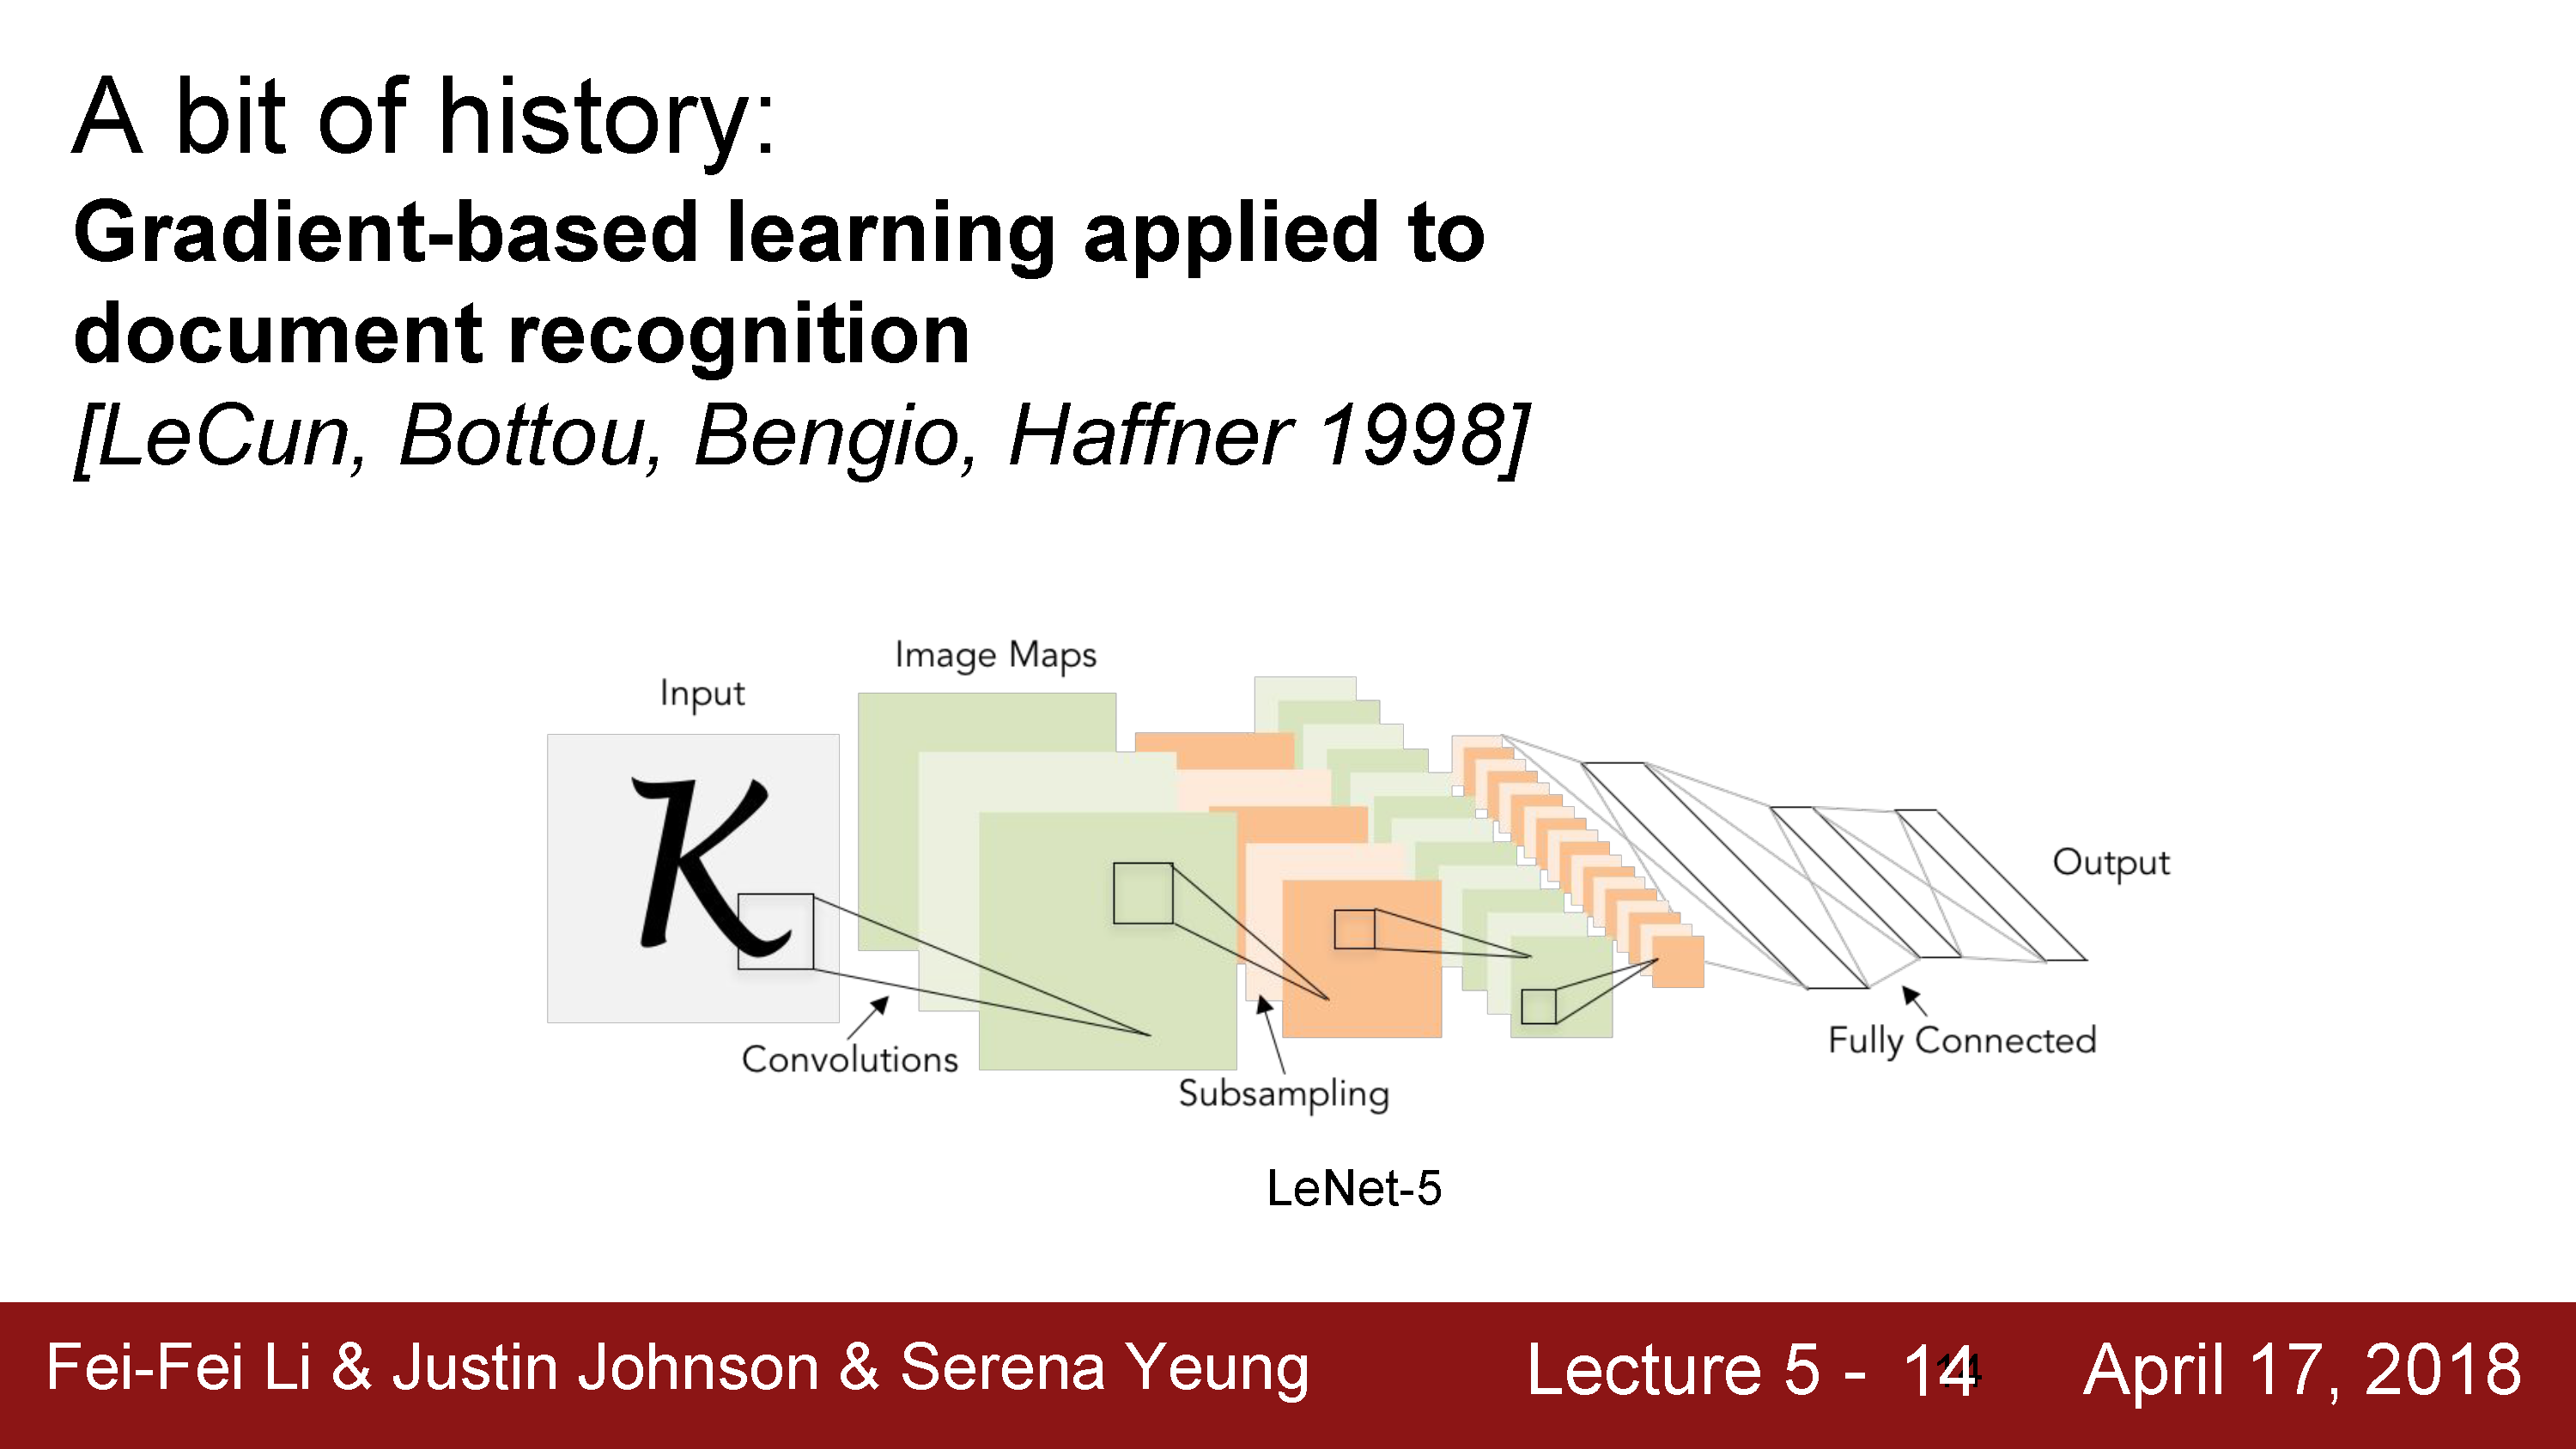 A bit of history:
Gradient-based learning applied to
document recognition
[LeCun, Bottou, Bengio, Haffner 1998]
Image Maps
Input
K
Output
Fully Connected
Convolutions
Subsampling
LeNet-5
Fei-Fei Li & Justin Johnson & Serena Yeung Lecture 5 - 14 14 April 17, 2018